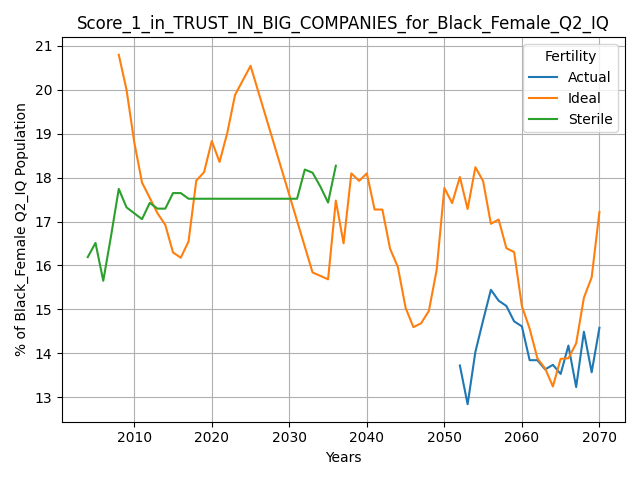 Score_1_in_TRUST_IN_BIG_COMPANIES_for_Black_Female_Q2_IQ
Fertility
Actual
Ideal
Sterile
% of Black_Female Q2_IQ Population
21
20
19
18
17
16
15
14
13
2010 2020 2030 2040 2050 2060 2070
Years